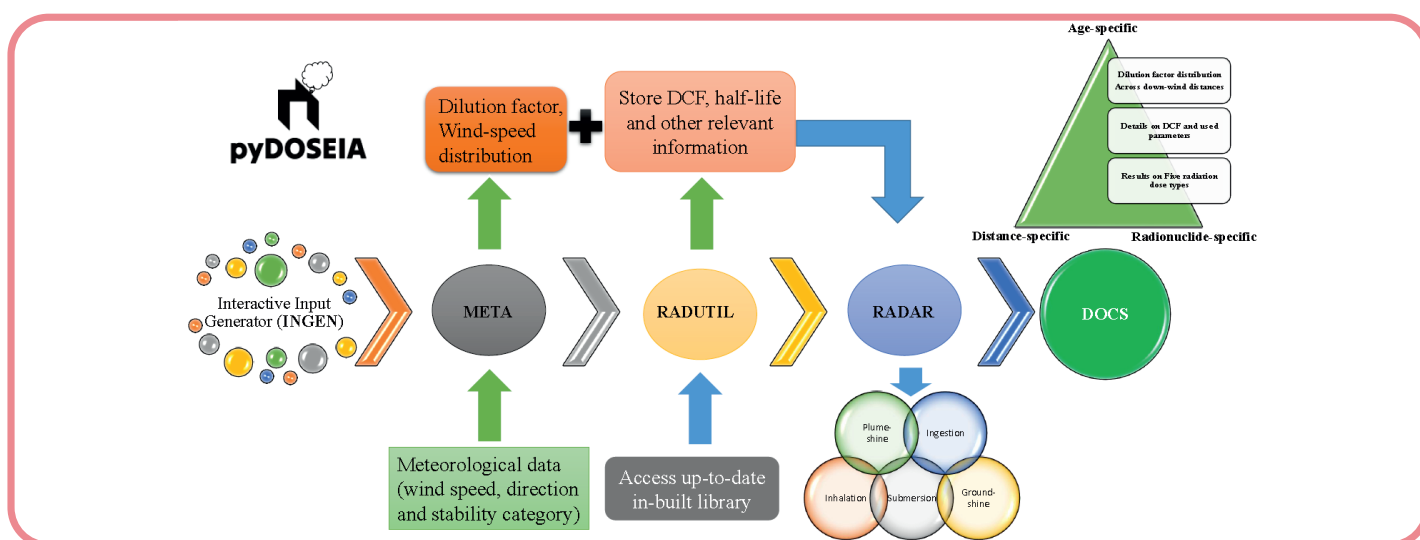 pyDOSEIA
Dilution factor,
Wind-speed
distribution
Store DCF, half-life
and other relevant
information
Age-specific
Dilution factor distribution
Across down-wind distances
Details on DCF and used
parameters
Results on Five radiation
dose types
Distance-specific
Radionuclide-specific
Interactive Input
Generator (INGEN)
META
RADUTIL
RADAR
DOCS
Meteorological data
(wind speed, direction
and stability category)
Access up-to-date
in-built library
Plume-
shine
Ingestion
Inhalation
Submersion
Ground-
shine